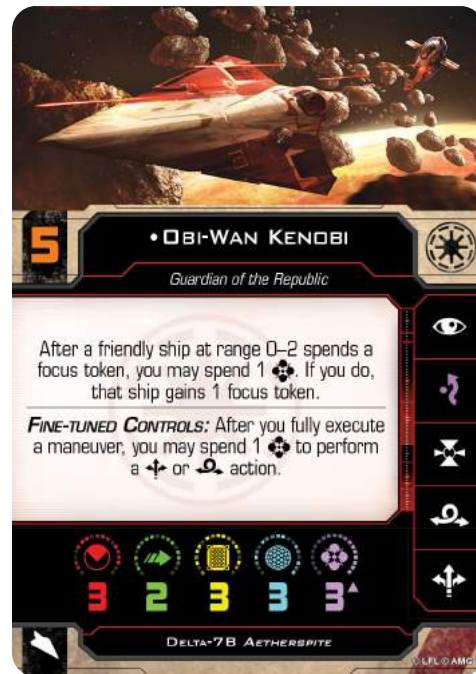 5
• OBI-WAN KENOBI
Guardian of the Republic
After a friendly ship at range 0–2 spends a
focus token, you may spend 1 . If you do,
that ship gains 1 focus token.
FINE-TUNED CONTROLS: After you fully execute
a maneuver, you may spend 1 to perform
a or action.
3 2 3 3 3
DELTA-7B AETHERSPITE
©LFL ©AMG